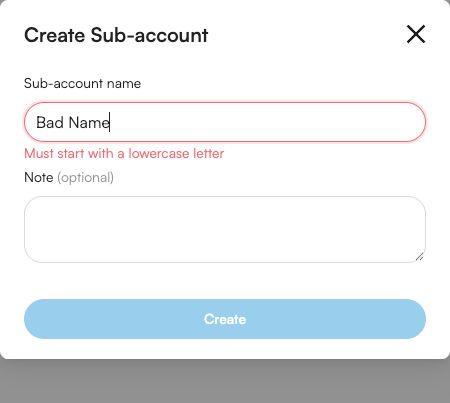 Create Sub-account
Sub-account name
Bad Name
Must start with a lowercase letter
Note (optional)
Create